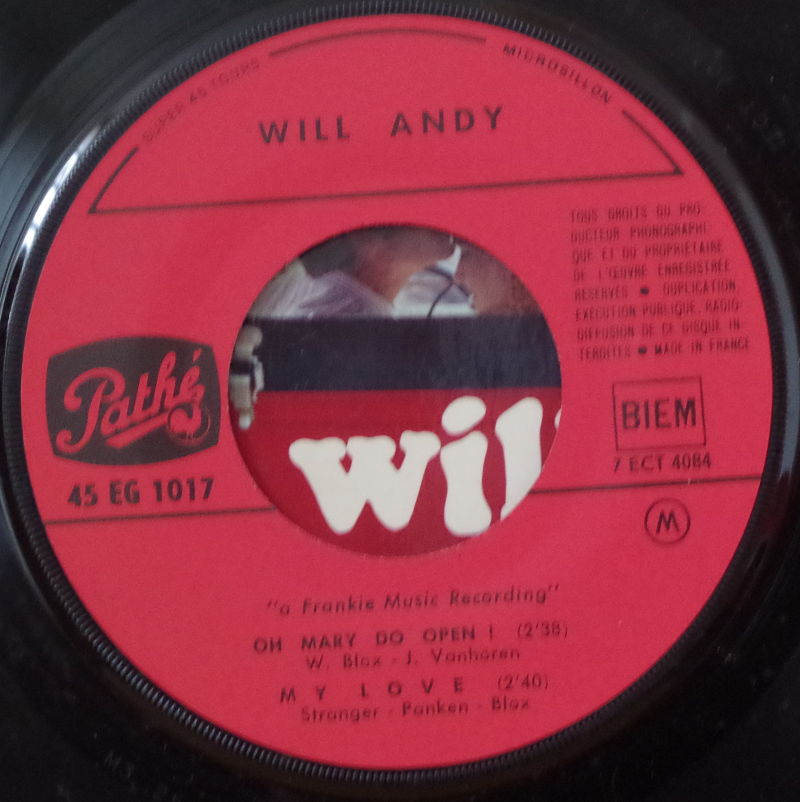 SUPER 45 TOURS
MICROSILLON
WILL ANDY
TOUS DROITS DU PRO-
DUCTEUR PHONOGRAPHI-
QUE ET DU PROPRIÉTAIRE
DE L'ŒUVRE ENREGISTRÉE
RÉSERVÉS ● DUPLICATION,
EXÉCUTION PUBLIQUE, RADIO-
DIFFUSION DE CE DISQUE IN-
TERDITES ● MADE IN FRANCE
Pathé
45 EG 1017
BIEM
7 ECT 4084
M
wil
"a Frankie Music Recording"
OH MARY DO OPEN ! (2'38)
W. Blox - J. Vanhoren
MY LOVE (2'40)
Stranger - Panken - Blox